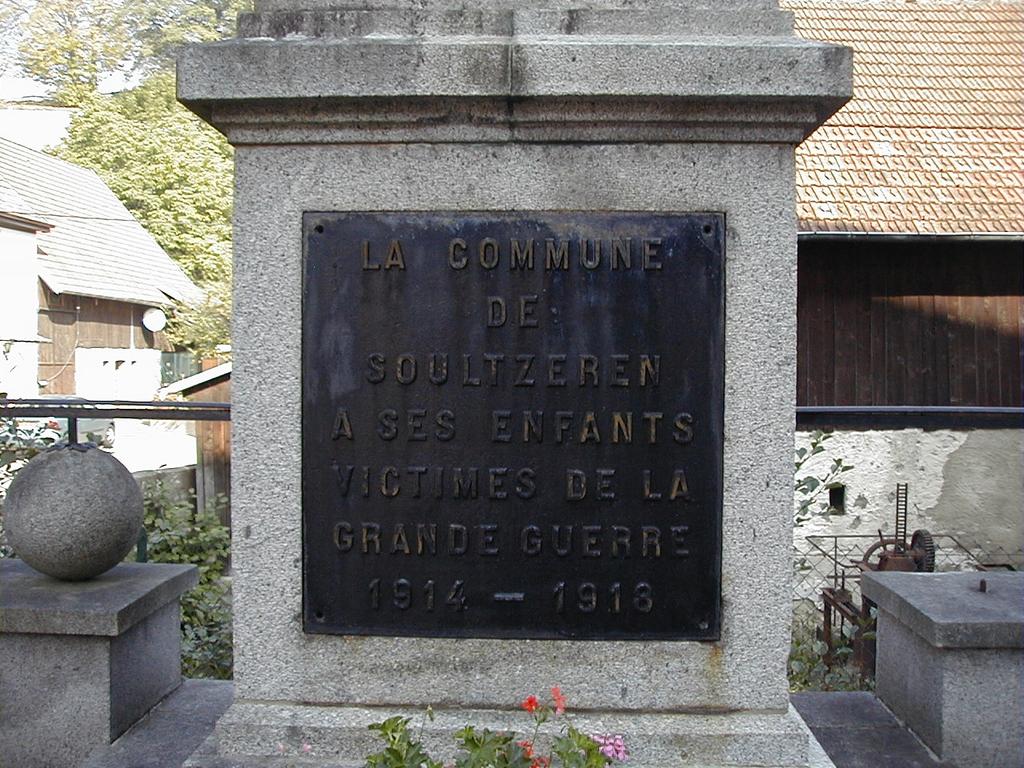 LA COMMUNE
DE
SOULTZEREN
A SES ENFANTS
VICTIMES DE LA
GRANDE GUERRE
1914 — 1918